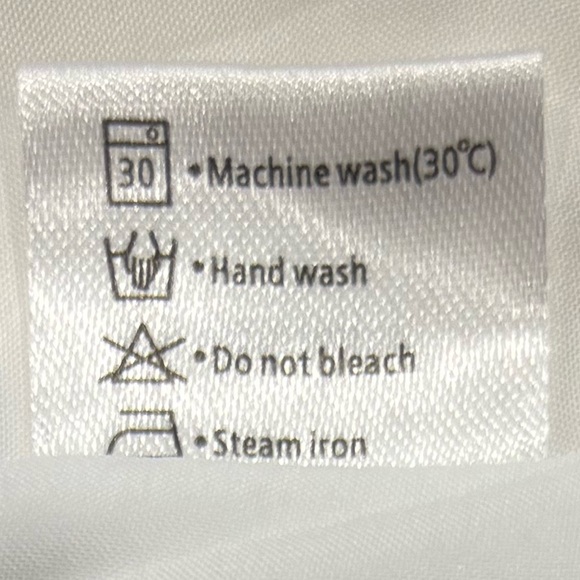 30 •Machine wash(30℃)
•Hand wash
•Do not bleach
•Steam iron